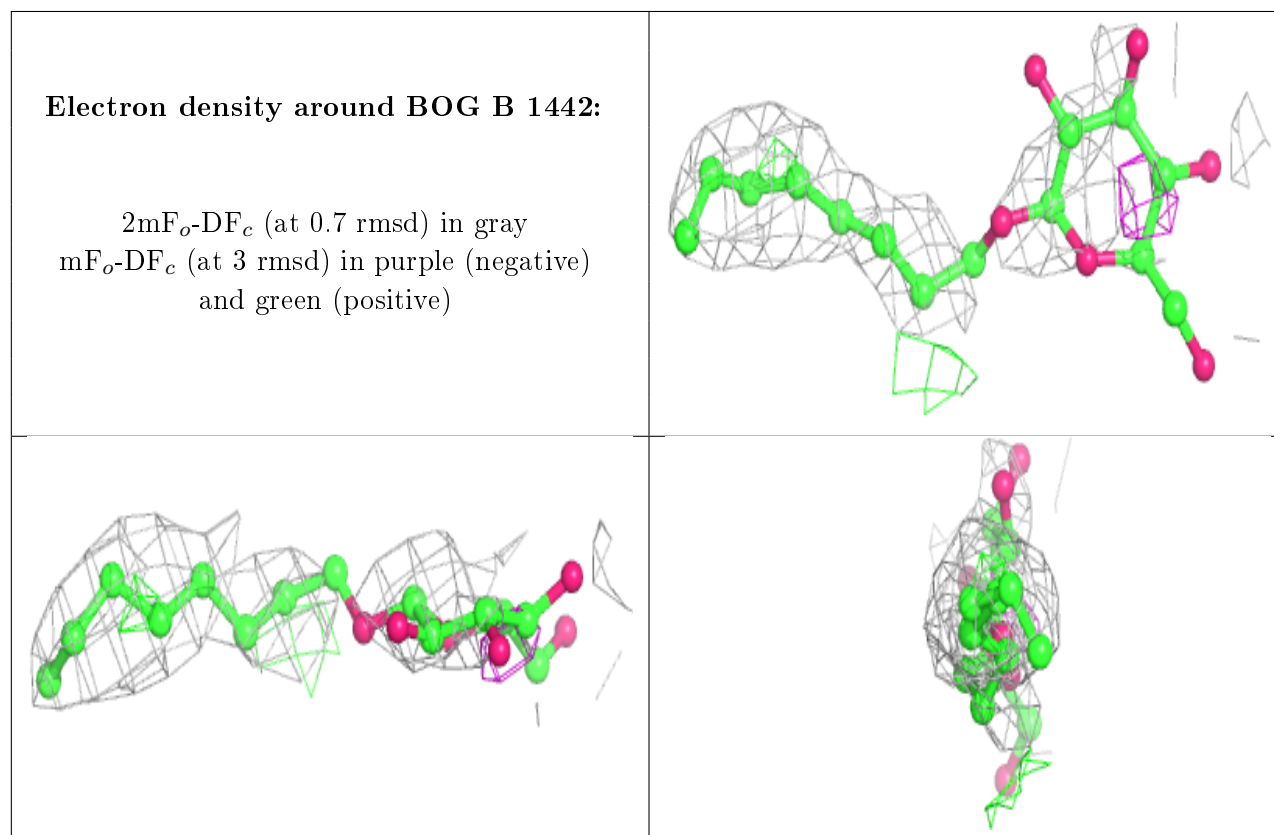 Electron density around BOG B 1442:
2mFₒ-DF𝒸 (at 0.7 rmsd) in gray
mFₒ-DF𝒸 (at 3 rmsd) in purple (negative)
and green (positive)